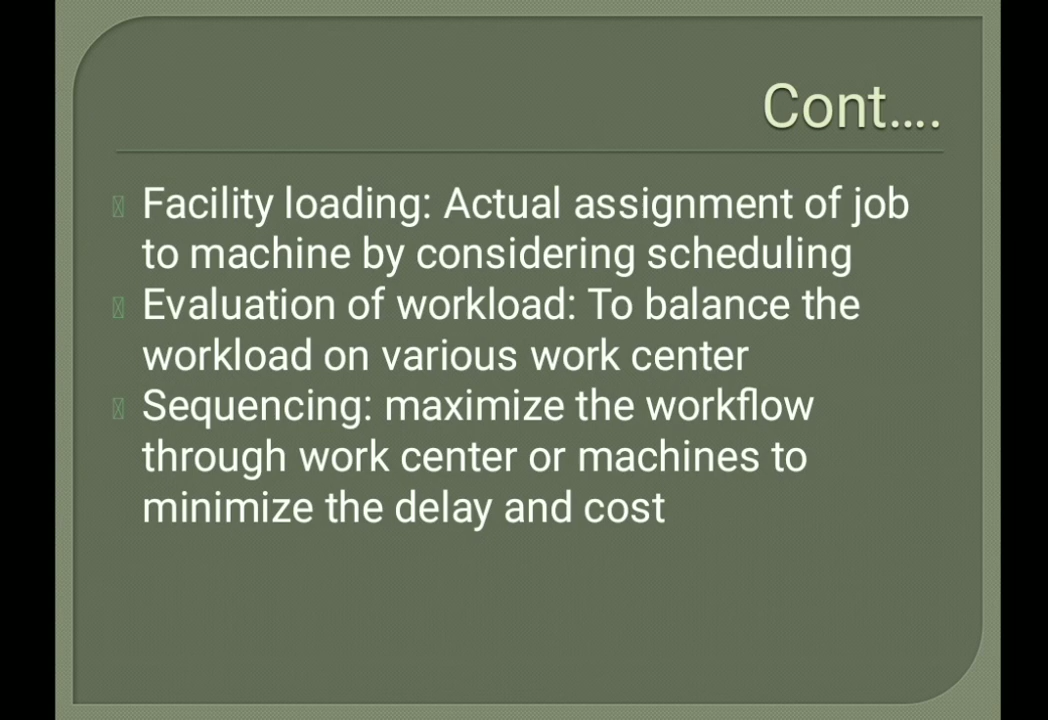 Cont....
Facility loading: Actual assignment of job
to machine by considering scheduling
Evaluation of workload: To balance the
workload on various work center
Sequencing: maximize the workflow
through work center or machines to
minimize the delay and cost